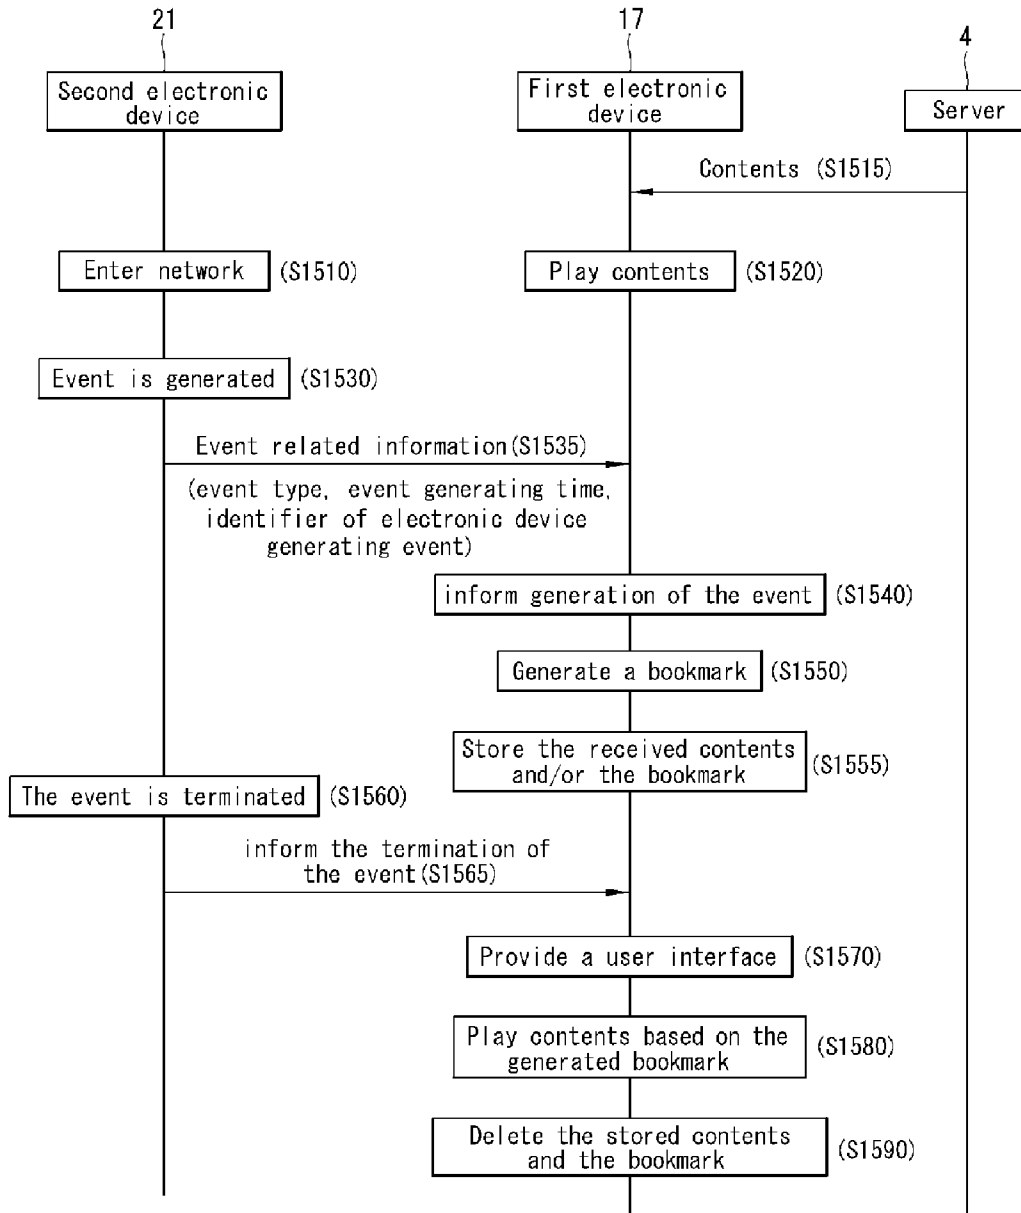 21
17
4
Second electronic
device
First electronic
device
Server
Contents (S1515)
Enter network
(S1510)
Play contents
(S1520)
Event is generated
(S1530)
Event related information(S1535)
(event type, event generating time,
identifier of electronic device
generating event)
inform generation of the event
(S1540)
Generate a bookmark
(S1550)
Store the received contents
and/or the bookmark
(S1555)
The event is terminated
(S1560)
inform the termination of
the event(S1565)
Provide a user interface
(S1570)
Play contents based on the
generated bookmark
(S1580)
Delete the stored contents
and the bookmark
(S1590)